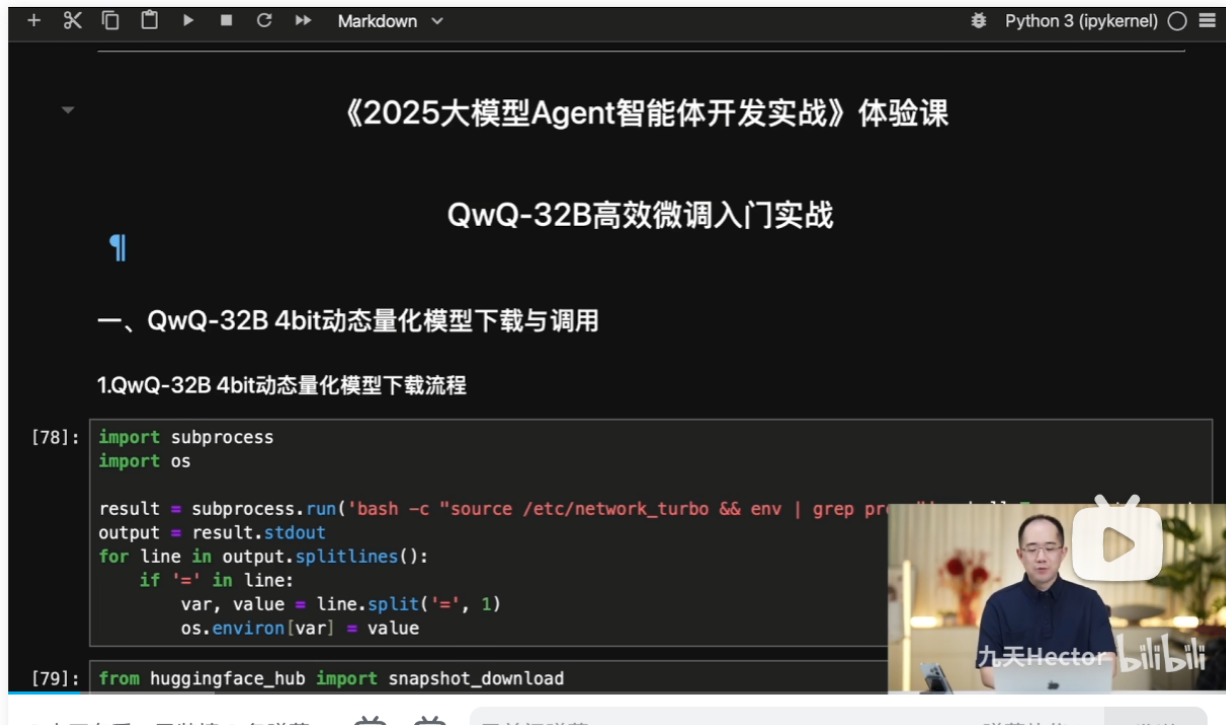 Markdown
Python 3 (ipykernel)
《2025大模型Agent智能体开发实战》体验课
QwQ-32B高效微调入门实战
¶
一、QwQ-32B 4bit动态量化模型下载与调用
1.QwQ-32B 4bit动态量化模型下载流程
[78]:
import subprocess
import os
result = subprocess.run('bash -c "source /etc/network_turbo && env | grep
output = result.stdout
for line in output.splitlines():
if '=' in line:
var, value = line.split('=', 1)
os.environ[var] = value
九天Hector bilibili
[79]:
from huggingface_hub import snapshot_download